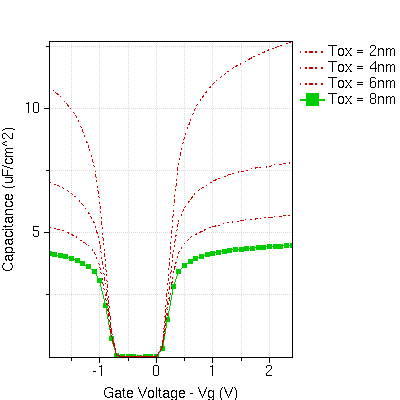 Tox = 2nm
Tox = 4nm
Tox = 6nm
Tox = 8nm
10
5
Capacitance (uF/cm^2)
-1 0 1 2
Gate Voltage - Vg (V)